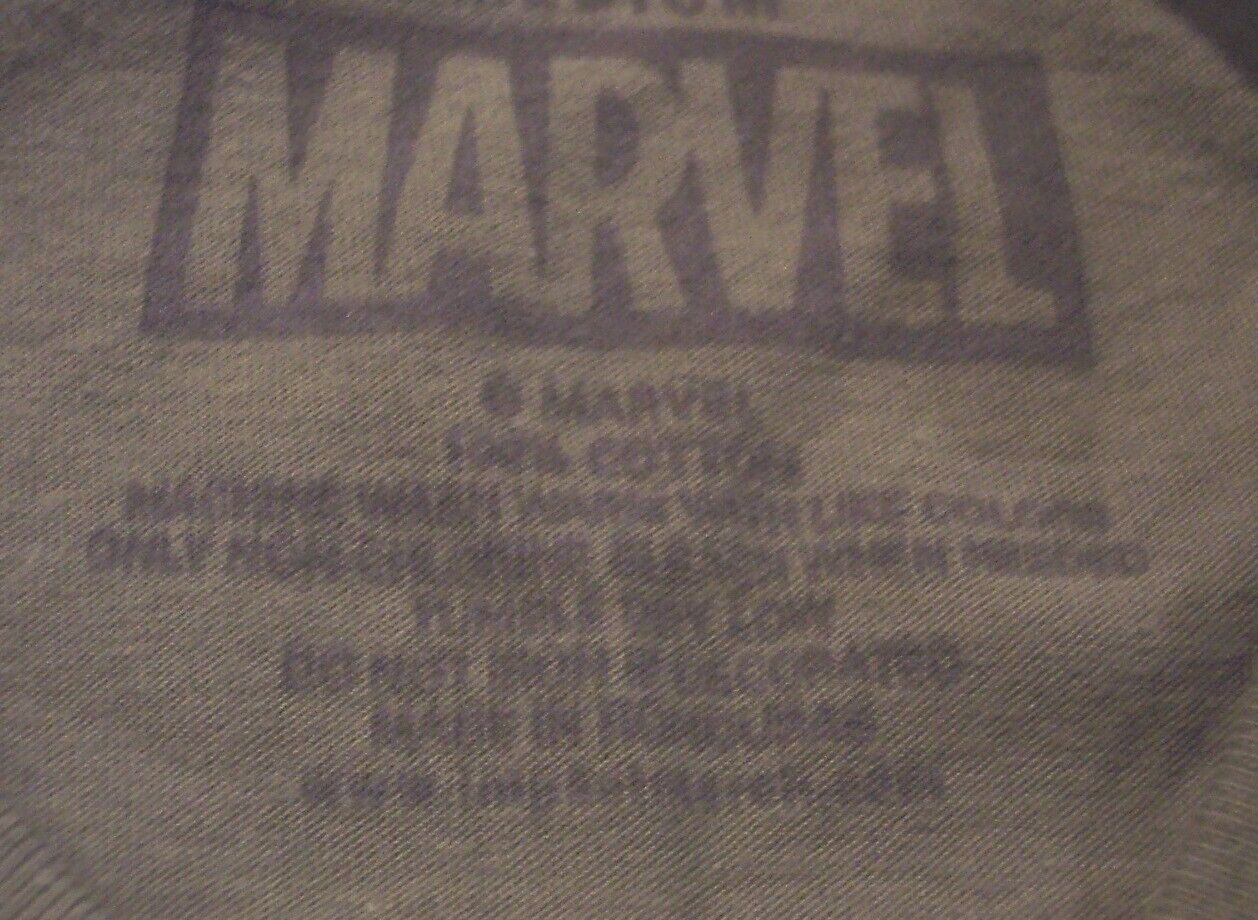 MEDIUM
MARVEL
© MARVEL
100% COTTON
MACHINE WASH WARM WITH LIKE COLORS
ONLY NON CHLORINE BLEACH WHEN NEEDED
TUMBLE DRY LOW
DO NOT IRON IF DECORATED
MADE IN